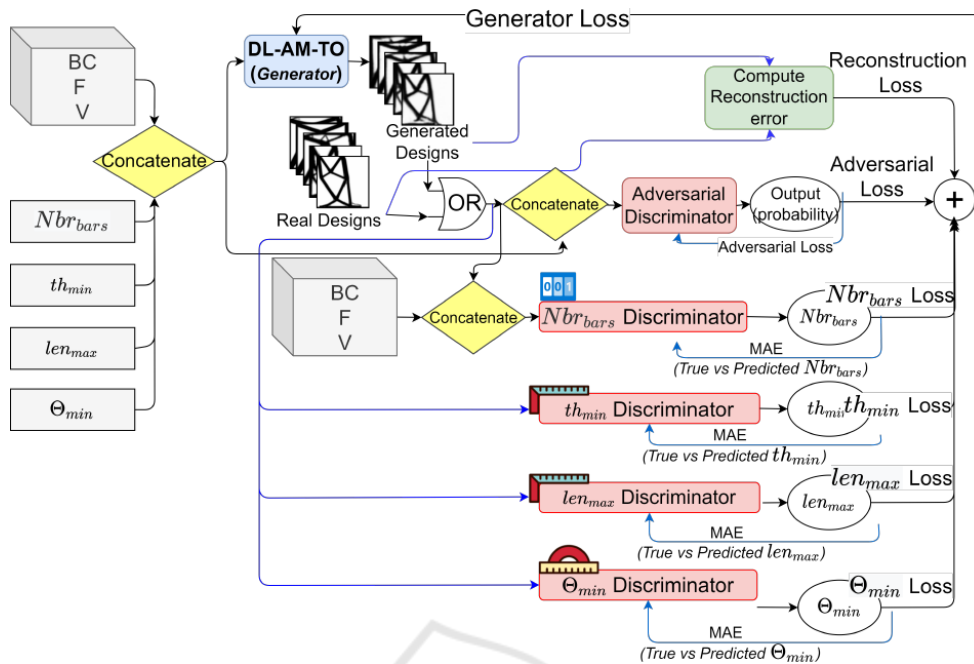 Generator Loss
BC
F
V
DL-AM-TO
(Generator)
Compute
Reconstruction
error
Reconstruction
Loss
Generated
Designs
Concatenate
Real Designs
OR
Concatenate
Adversarial
Discriminator
Output
(probability)
Adversarial
Loss
+
Adversarial Loss
Nbr_bars
th_min
len_max
Θ_min
BC
F
V
Concatenate
001
Nbr_bars Discriminator
Nbr_bars Loss
Nbr_bars
MAE
(True vs Predicted Nbr_bars)
th_min Discriminator
th_min
th_min Loss
MAE
(True vs Predicted th_min)
len_max Discriminator
len_max Loss
len_max
MAE
(True vs Predicted len_max)
Θ_min Discriminator
Θ_min Loss
Θ_min
MAE
(True vs Predicted Θ_min)